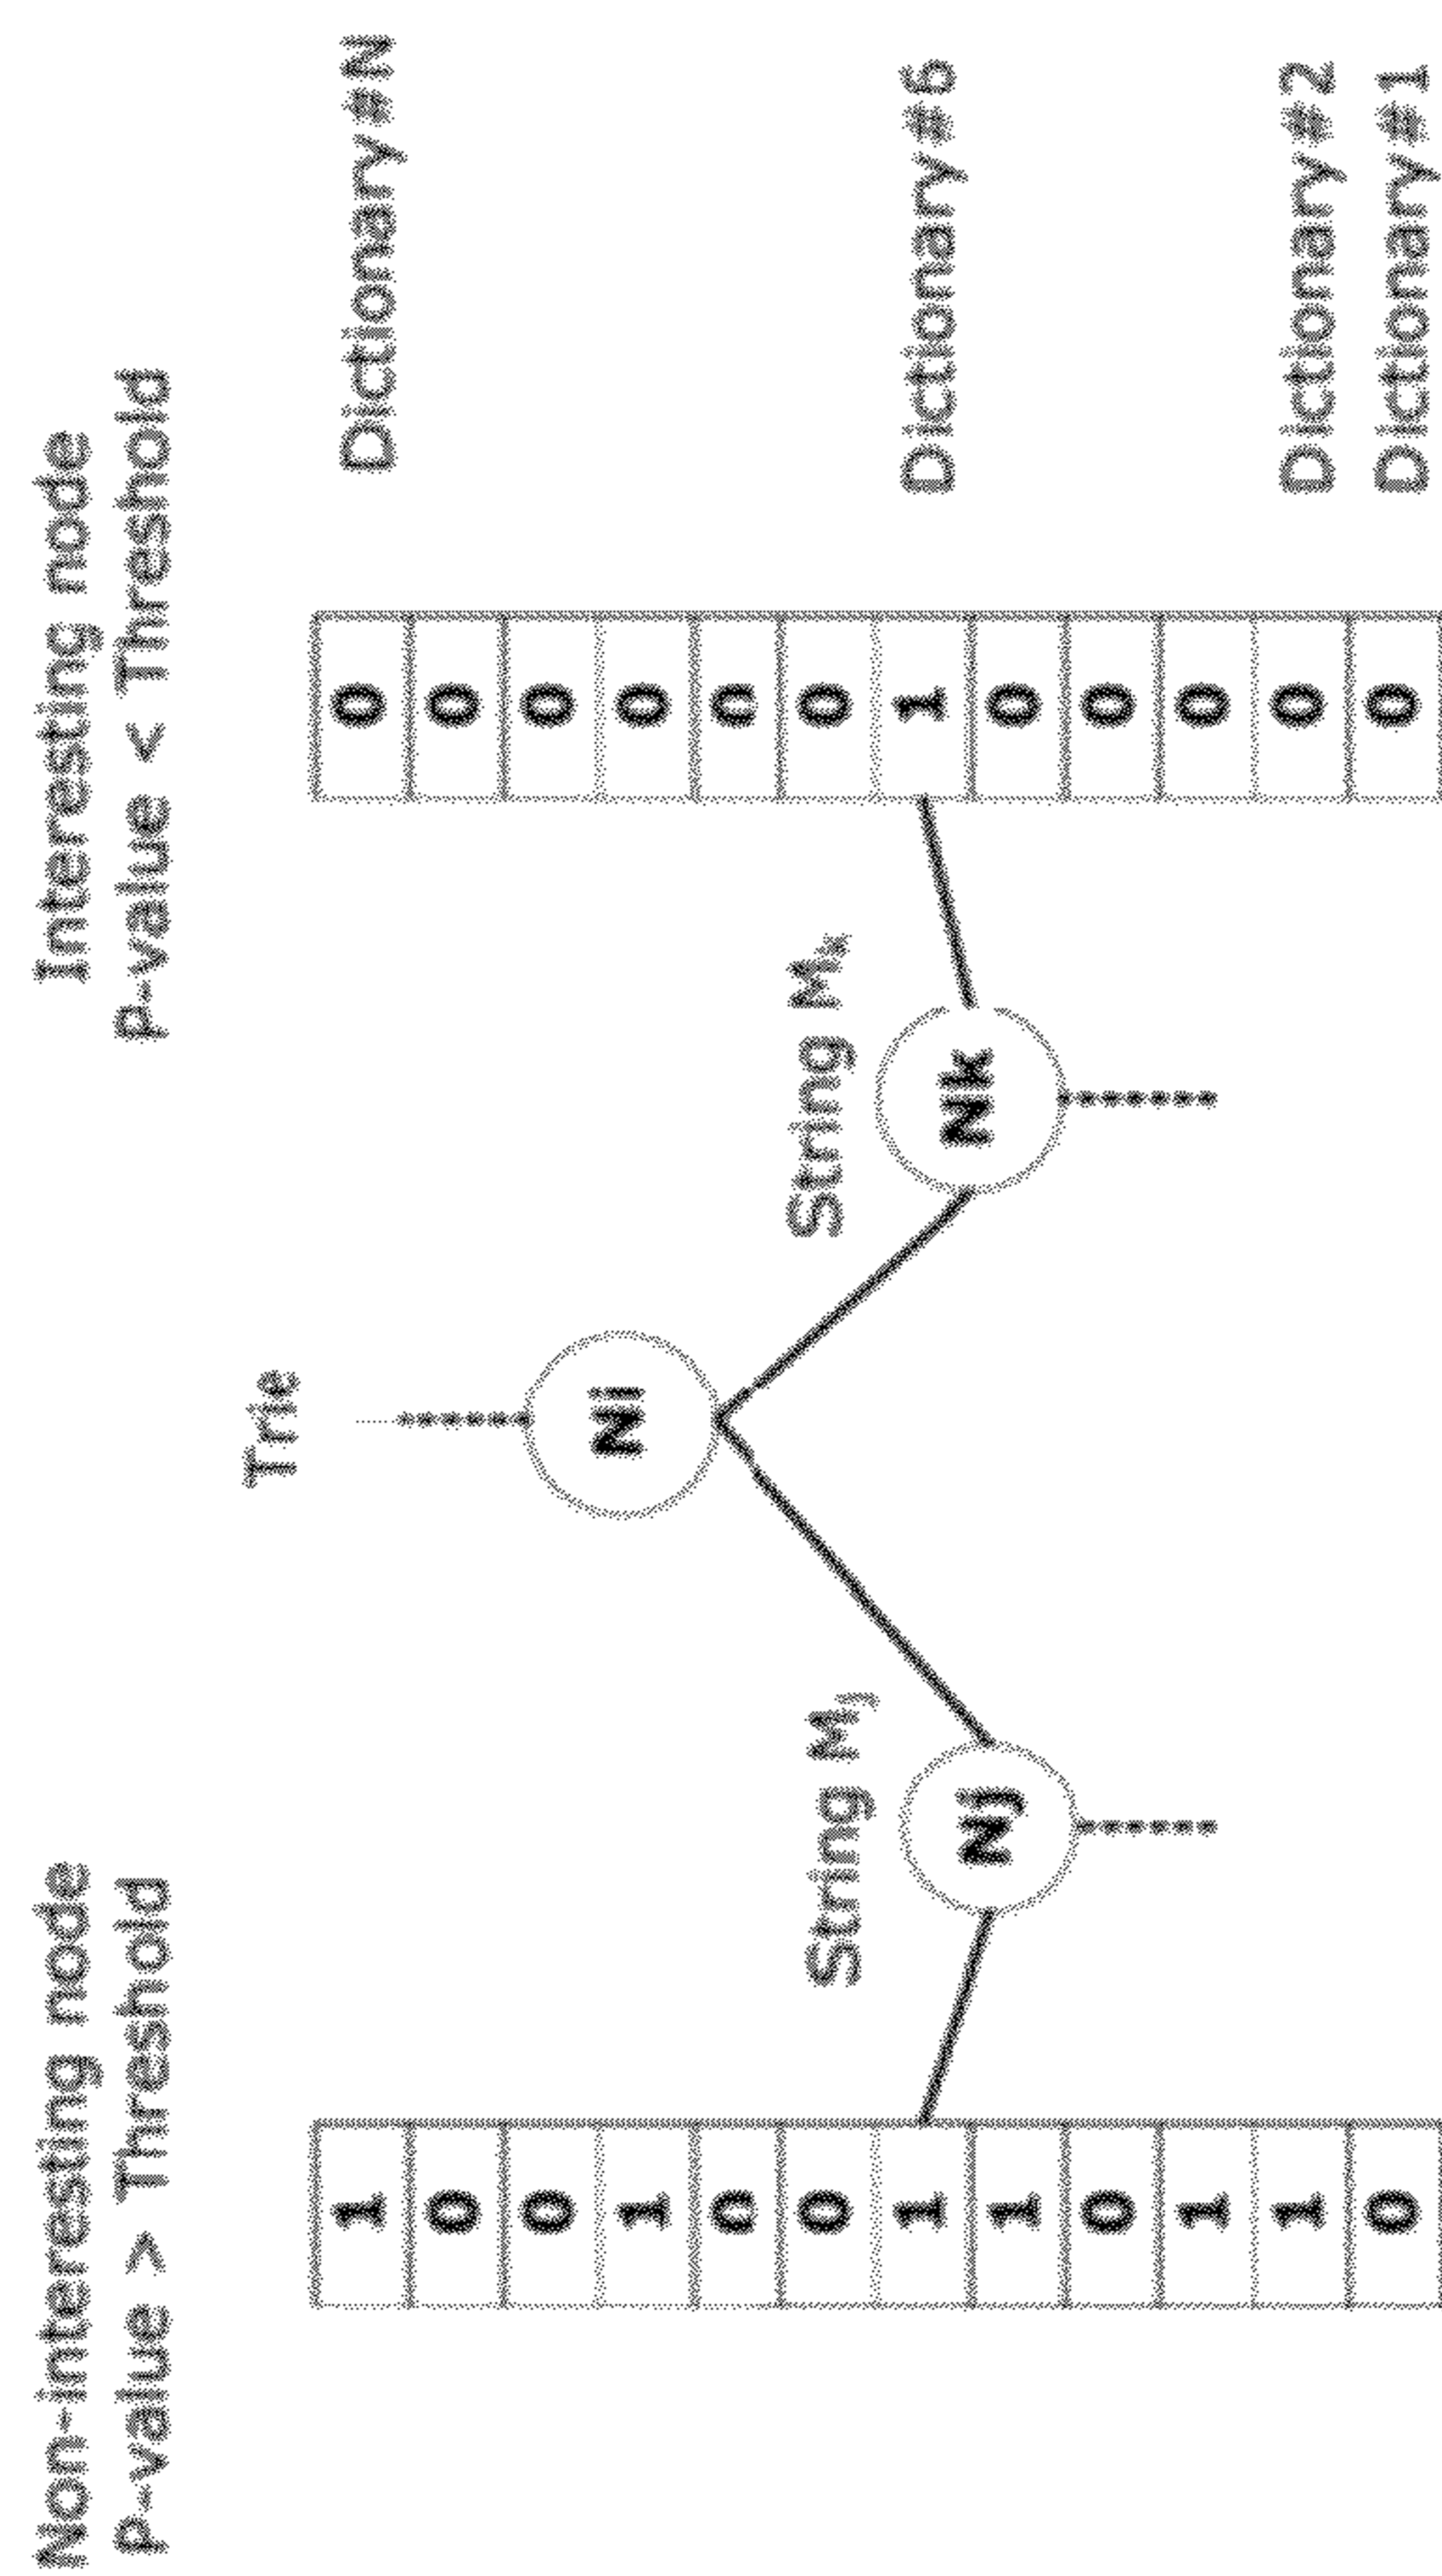 Non-interesting node
P-value > Threshold
Interesting node
P-value < Threshold
Trie
Ni
String Mj
Nj
String Mk
Nk
1
0
0
1
n
0
1
1
0
1
1
0
0
0
0
0
n
0
1
0
0
0
0
0
Dictionary #N
Dictionary #6
Dictionary #2
Dictionary #1